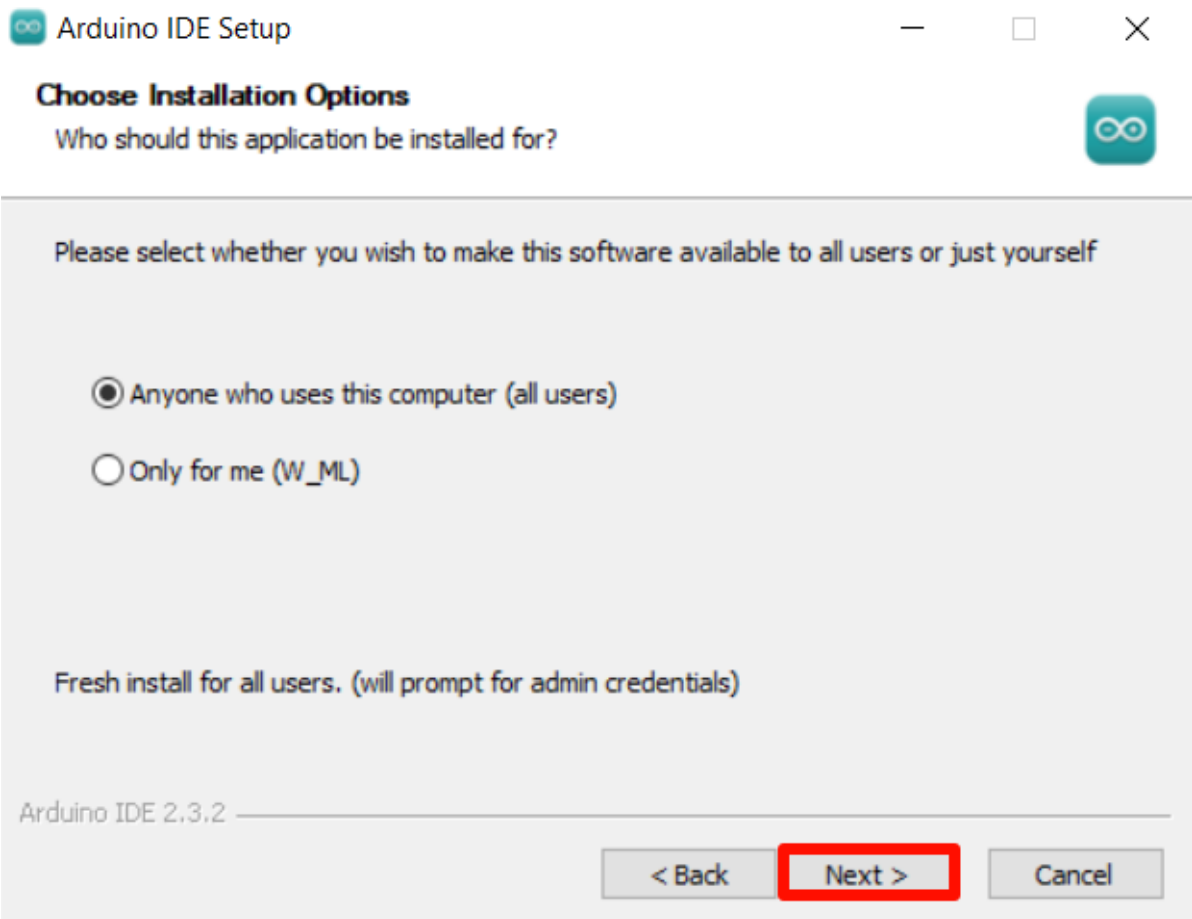 Arduino IDE Setup
Choose Installation Options
Who should this application be installed for?
Please select whether you wish to make this software available to all users or just yourself
Anyone who uses this computer (all users)
Only for me (W_ML)
Fresh install for all users. (will prompt for admin credentials)
Arduino IDE 2.3.2
< Back Next > Cancel